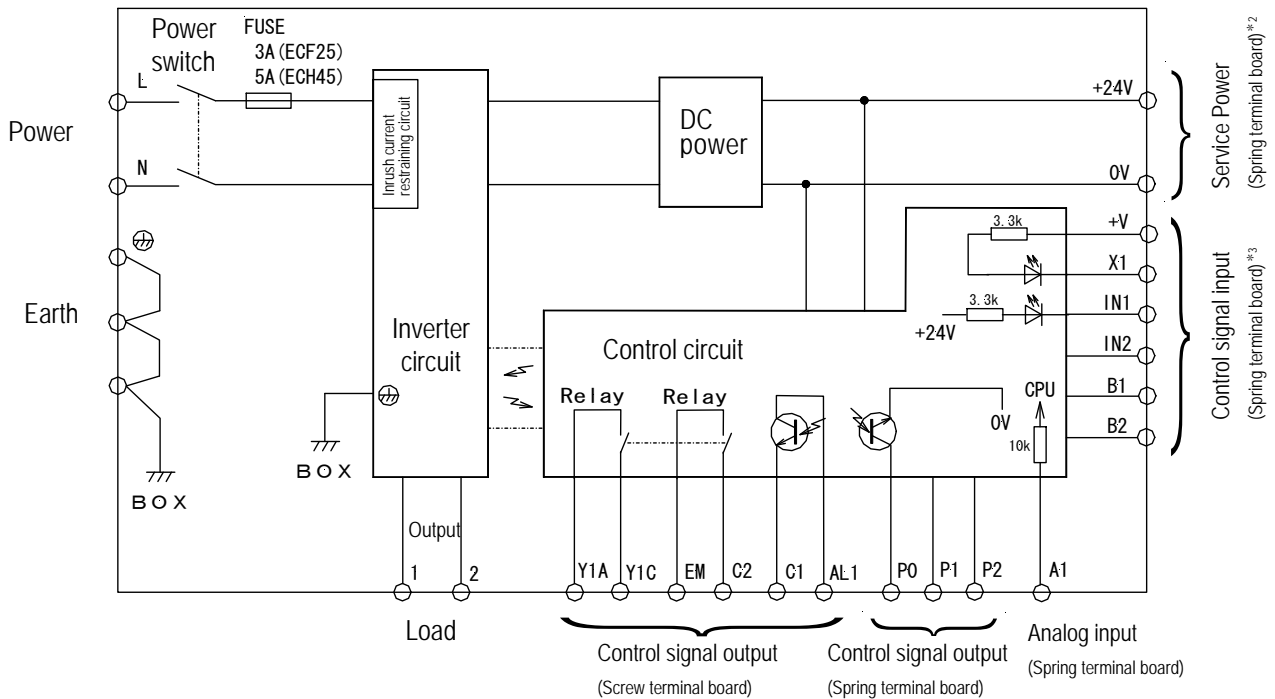 Power
switch
FUSE
3A(ECF25)
5A(ECH45)
L
N
Power
Earth
BOX
BOX
Inrush current
restraining circuit
Inverter
circuit
DC
power
Control circuit
Relay
Relay
3.3k
3.3k
+24V
0V
CPU
10k
+24V
0V
+V
X1
IN1
IN2
B1
B2
Service Power
(Spring terminal board)*2
Control signal input
(Spring terminal board)*3
Output
1
2
Y1A
Y1C
EM
C2
C1
AL1
P0
P1
P2
A1
Load
Control signal output
(Screw terminal board)
Control signal output
(Spring terminal board)
Analog input
(Spring terminal board)